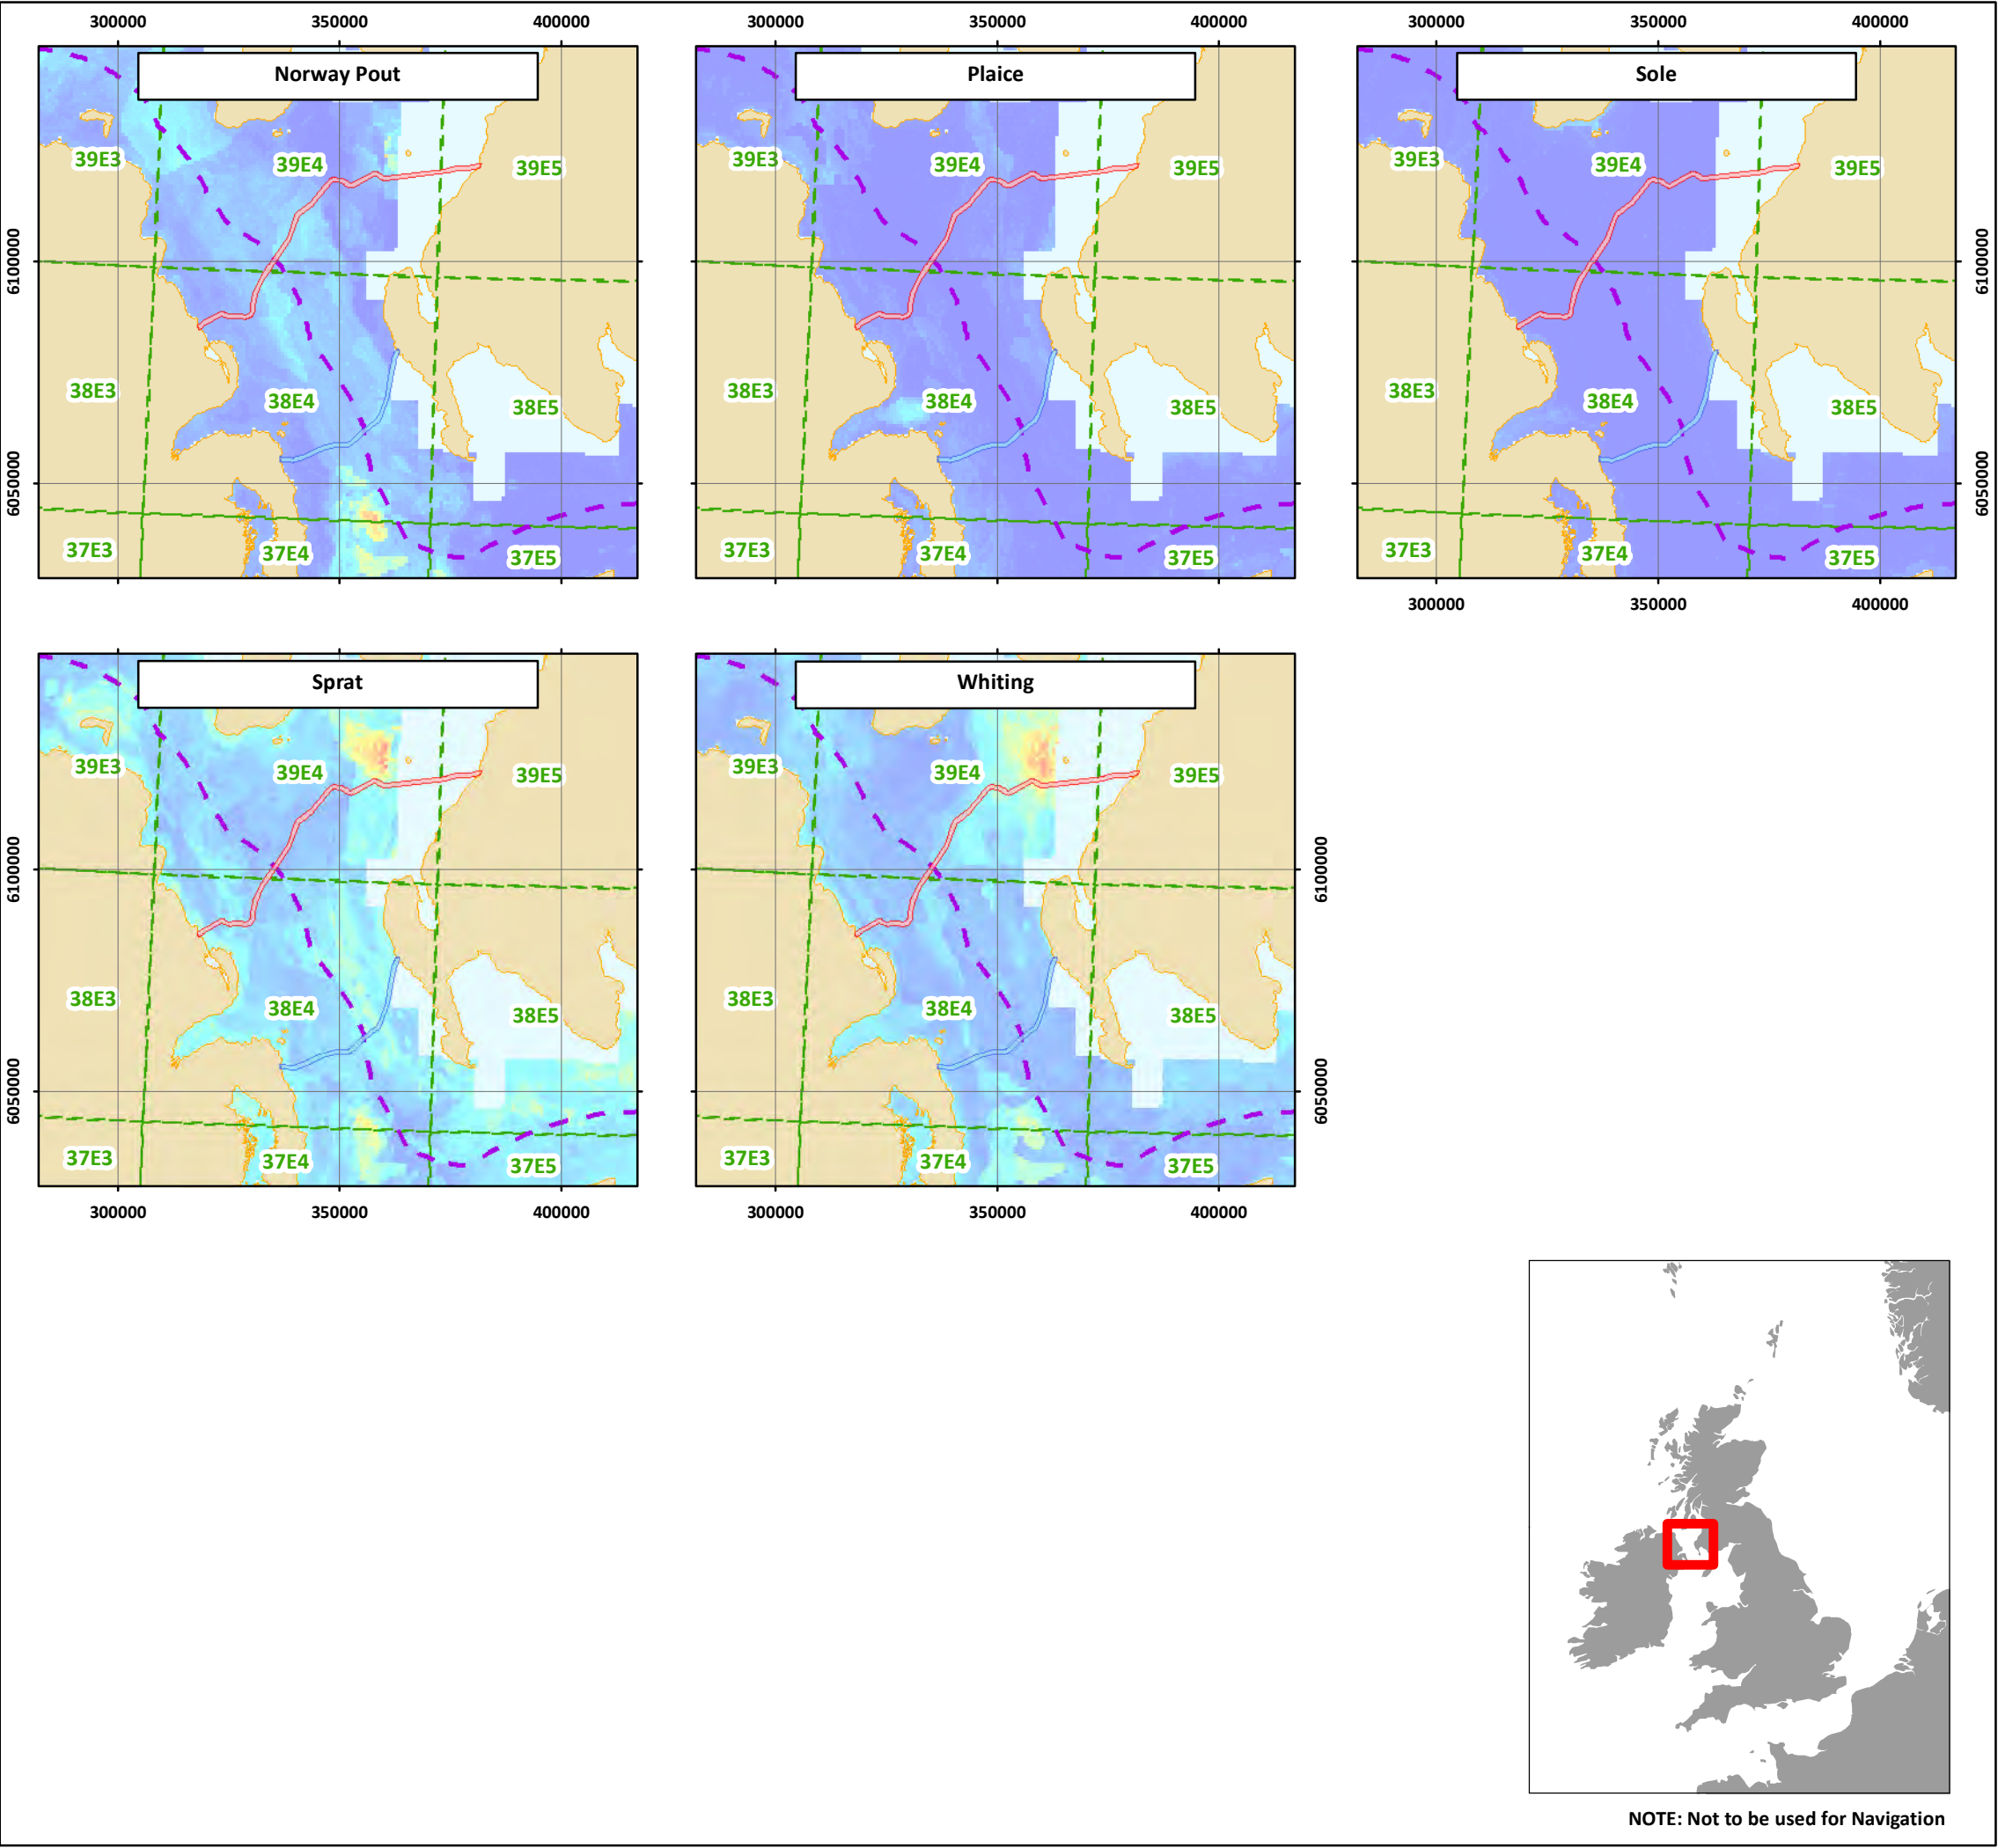 300000 350000 400000 300000 350000 400000 300000 350000 400000
Norway Pout Plaice Sole
39E3 39E4 39E5 39E3 39E4 39E5 39E3 39E4 39E5
6100000 6100000
38E3 38E4 38E5 38E3 38E4 38E5 38E3 38E4 38E5
6050000 6050000
37E3 37E4 37E5 37E3 37E4 37E5 37E3 37E4 37E5
300000 350000 400000
Sprat Whiting
39E3 39E4 39E5 39E3 39E4 39E5
6100000 6100000
38E3 38E4 38E5 38E3 38E4 38E5
6050000 6050000
37E3 37E4 37E5 37E3 37E4 37E5
300000 350000 400000 300000 350000 400000
NOTE: Not to be used for Navigation